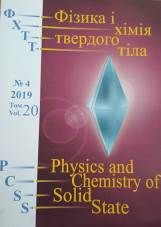 Фізика і
хімія
твердого
тіла
Ф
Х
Т
Т
№ 4
2019
Том.
Vol. 20
P
C
S
S
Physics and
Chemistry of
Solid
State